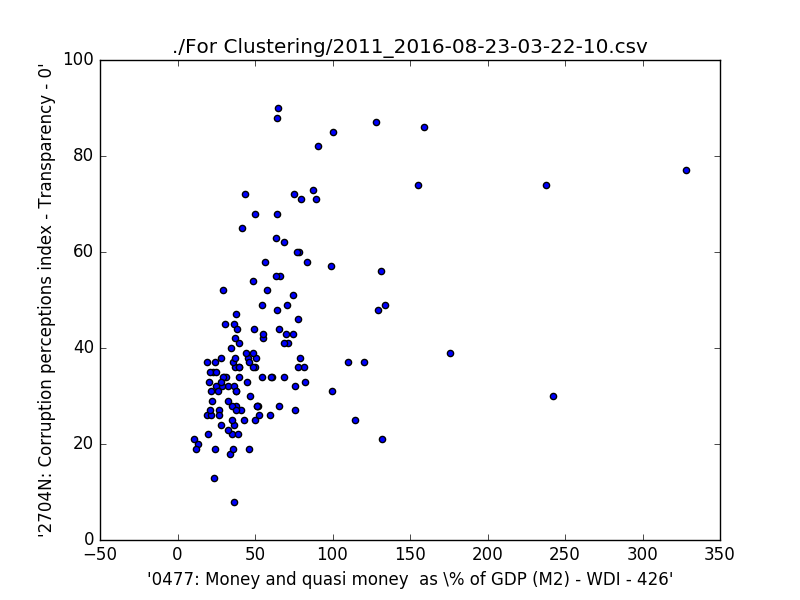 ./For Clustering/2011_2016-08-23-03-22-10.csv
100
80
60
40
20
0
'2704N: Corruption perceptions index - Transparency - 0'
−50 0 50 100 150 200 250 300 350
'0477: Money and quasi money  as \% of GDP (M2) - WDI - 426'